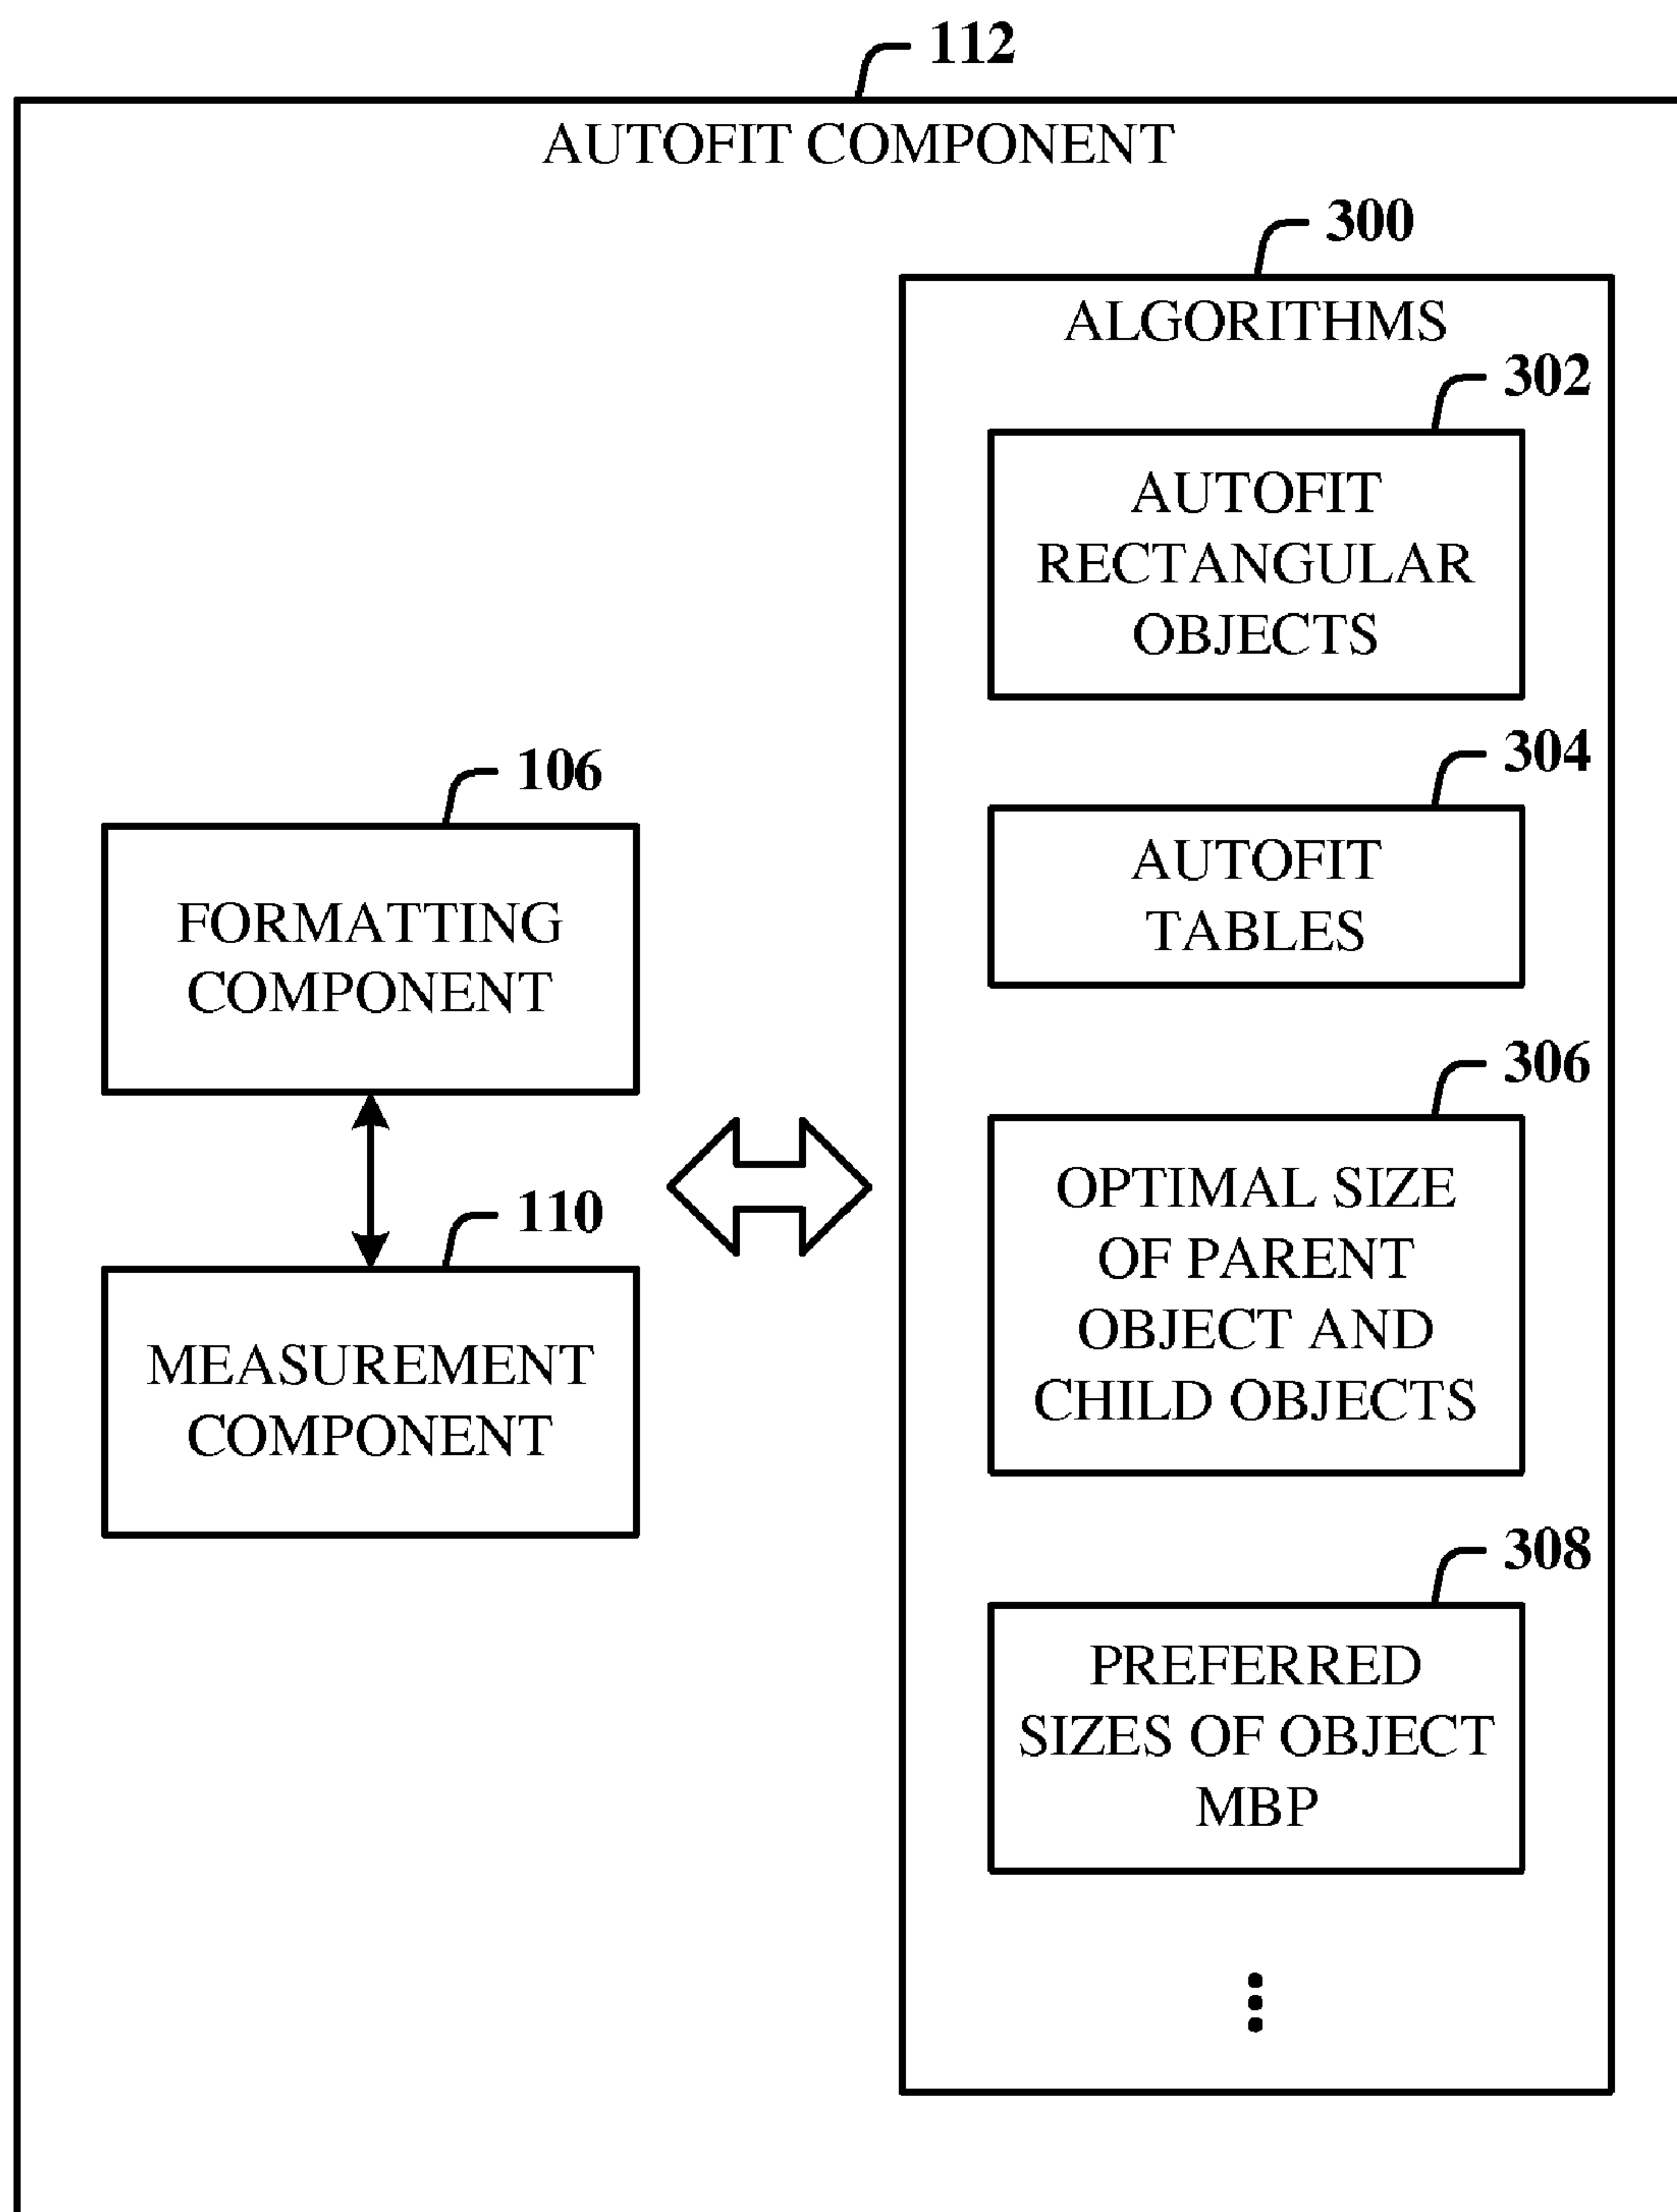 112
AUTOFIT COMPONENT
300
ALGORITHMS
302
AUTOFIT
RECTANGULAR
OBJECTS
304
AUTOFIT
TABLES
106
FORMATTING
COMPONENT
110
MEASUREMENT
COMPONENT
306
OPTIMAL SIZE
OF PARENT
OBJECT AND
CHILD OBJECTS
308
PREFERRED
SIZES OF OBJECT
MBP